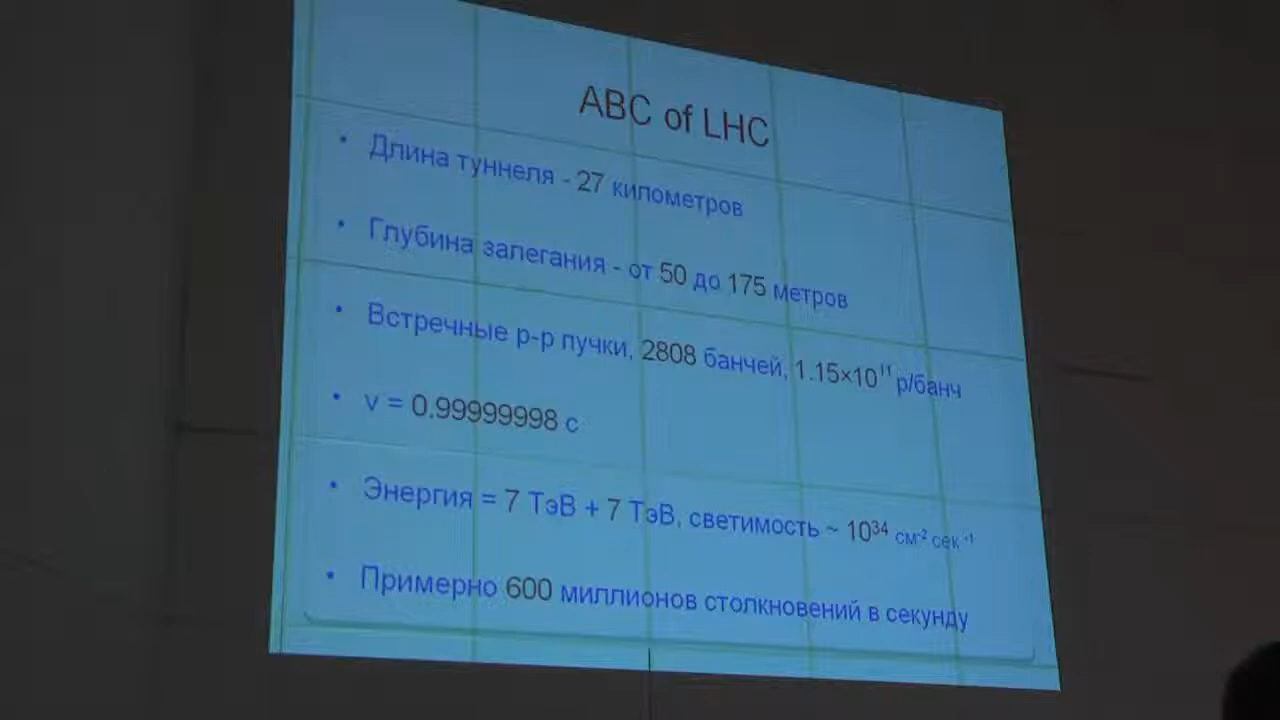 ABC of LHC
• Длина туннеля - 27 километров
• Глубина залегания - от 50 до 175 метров
• Встречные р-р пучки, 2808 банчей, 1.15×10¹¹ р/банч
• v = 0.99999998 c
• Энергия = 7 ТэВ + 7 ТэВ, светимость ~ 10³⁴ см⁻² сек⁻¹
• Примерно 600 миллионов столкновений в секунду